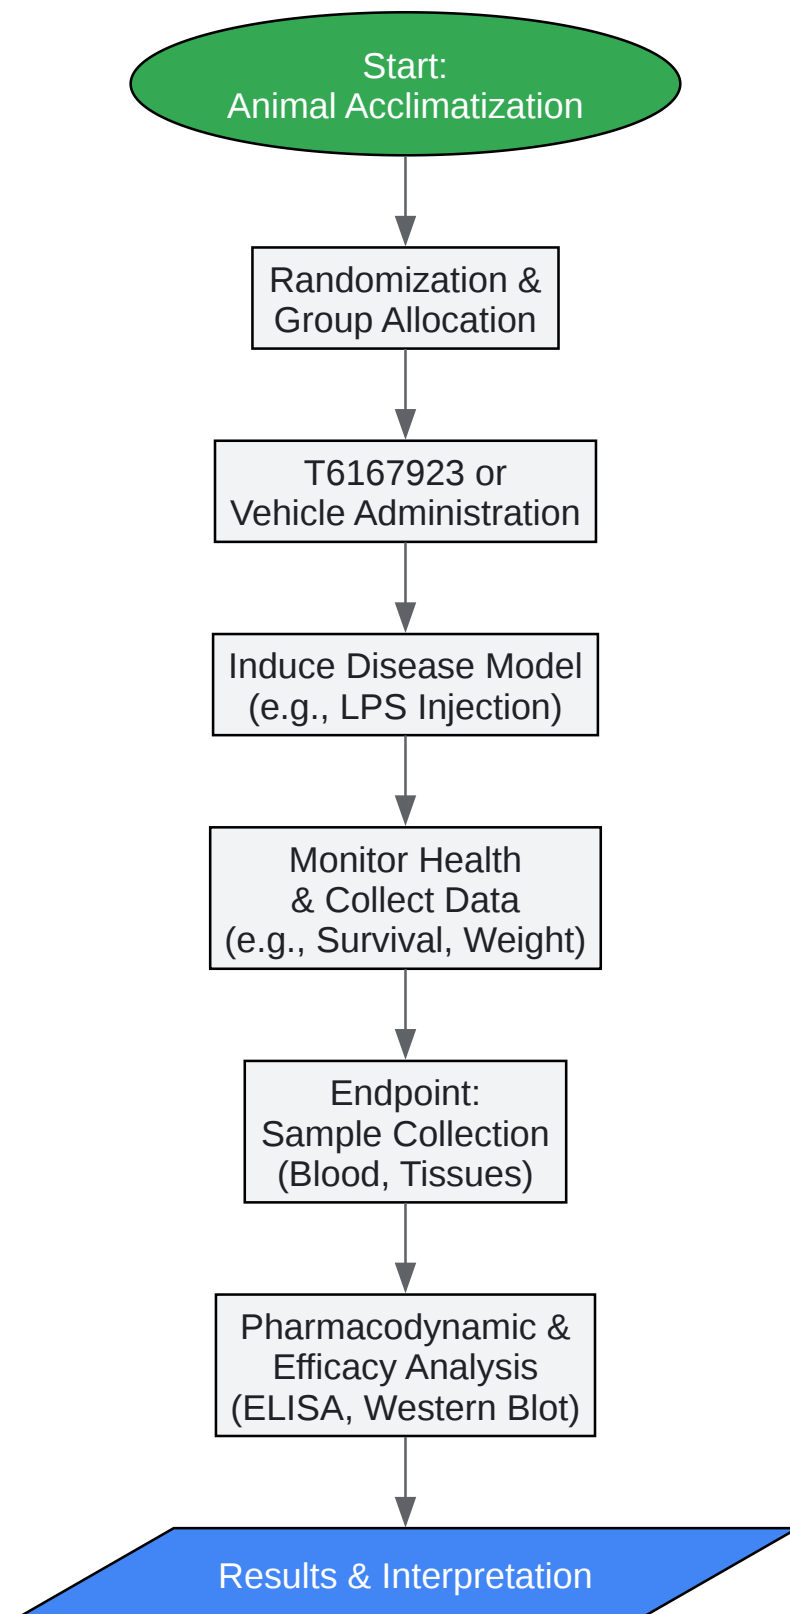 Start:
Animal Acclimatization
Randomization &
Group Allocation
T6167923 or
Vehicle Administration
Induce Disease Model
(e.g., LPS Injection)
Monitor Health
& Collect Data
(e.g., Survival, Weight)
Endpoint:
Sample Collection
(Blood, Tissues)
Pharmacodynamic &
Efficacy Analysis
(ELISA, Western Blot)
Results & Interpretation